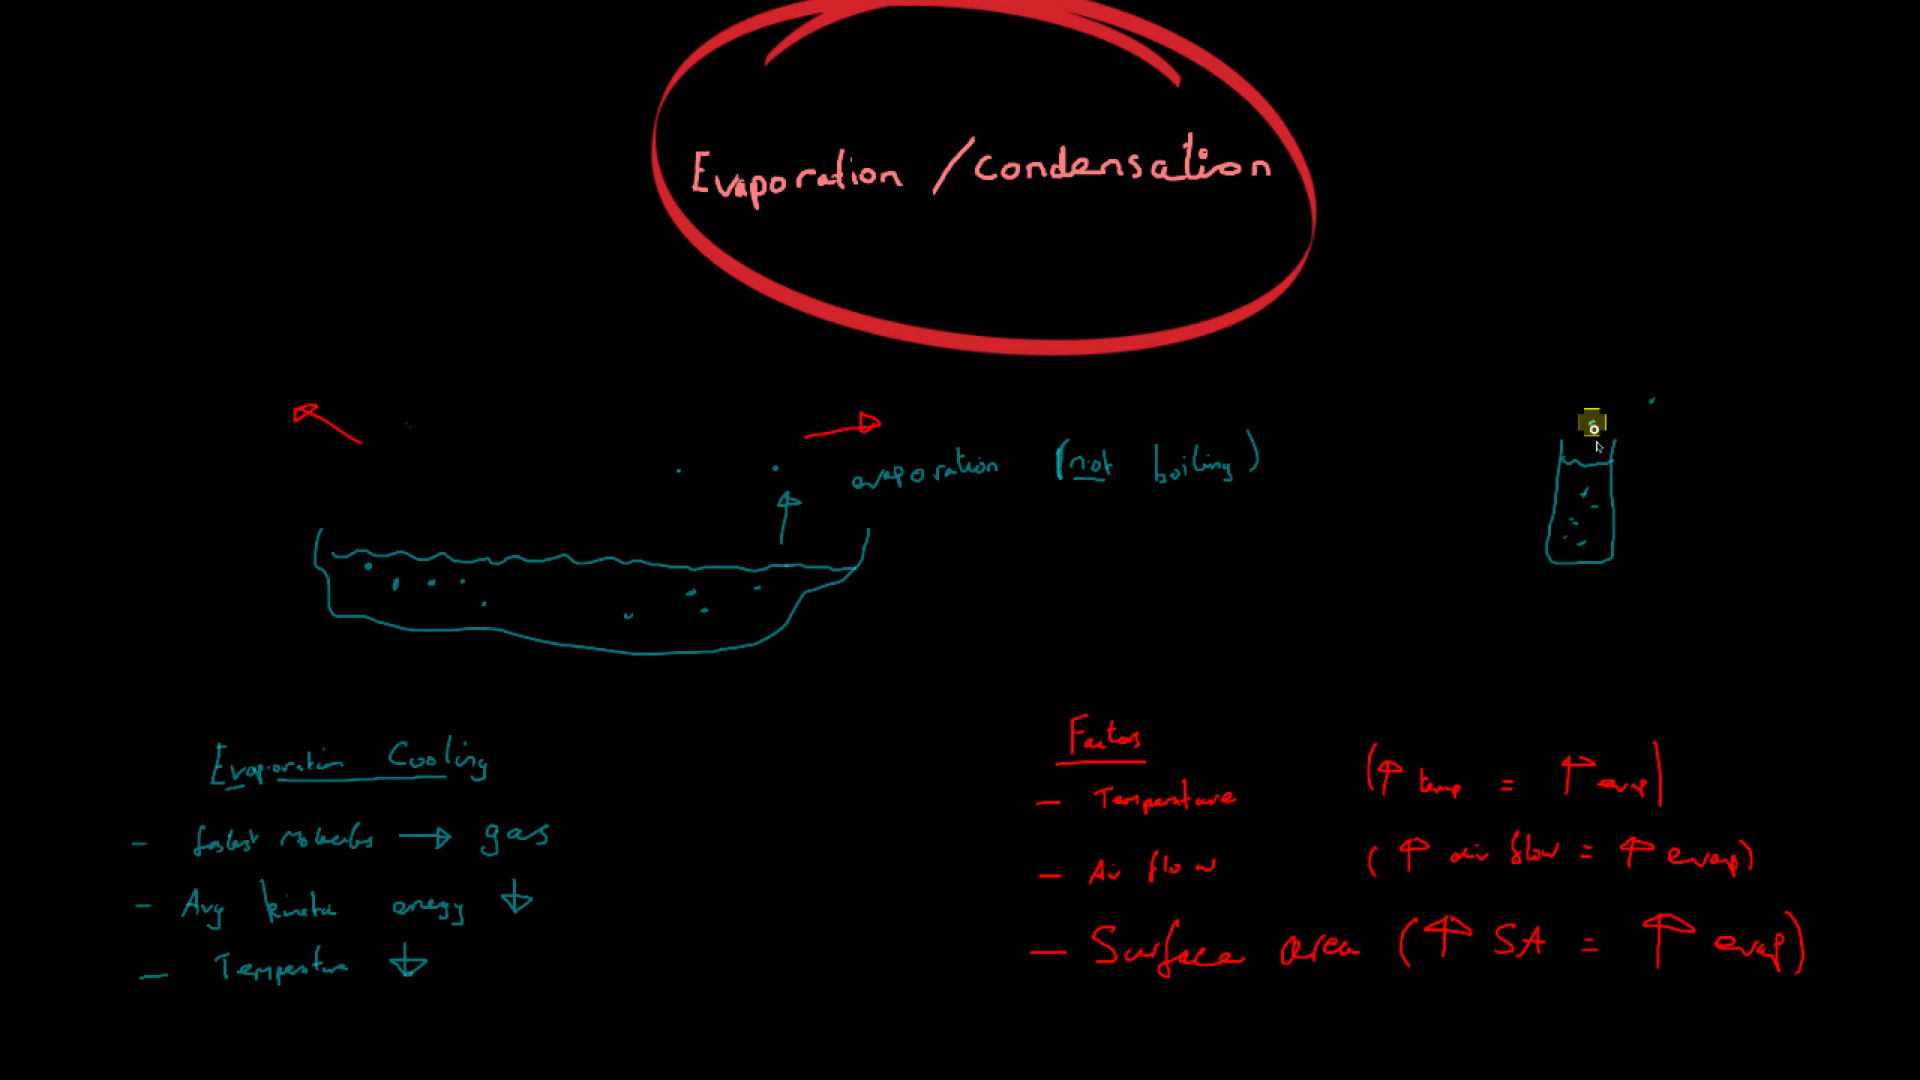 Evaporation / condensation
evaporation (not boiling)
Evaporation Cooling
- fastest molecules → gas
- Avg kinetic energy ↓
- Temperature ↓
Factors
- Temperature (↑ temp = ↑ evap)
- Air flow (↑ air flow = ↑ evap)
- Surface area (↑ SA = ↑ evap)